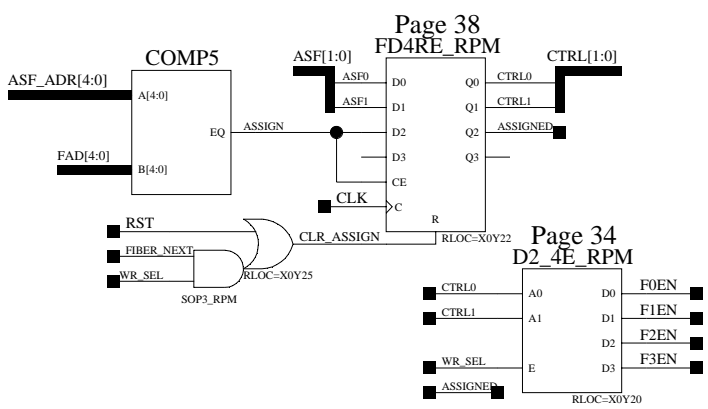 Page 38
COMP5
FD4RE_RPM
ASF[1:0]
CTRL[1:0]
ASF_ADR[4:0]
A[4:0]
ASF0
D0
Q0
CTRL0
ASF1
D1
Q1
CTRL1
EQ
ASSIGN
D2
Q2
ASSIGNED
D3
Q3
FAD[4:0]
B[4:0]
CE
CLK
C
R
RST
CLR_ASSIGN
RLOC=X0Y22
FIBER_NEXT
WR_SEL
RLOC=X0Y25
SOP3_RPM
Page 34
D2_4E_RPM
CTRL0
A0
D0
F0EN
CTRL1
A1
D1
F1EN
D2
F2EN
WR_SEL
E
D3
F3EN
ASSIGNED
RLOC=X0Y20